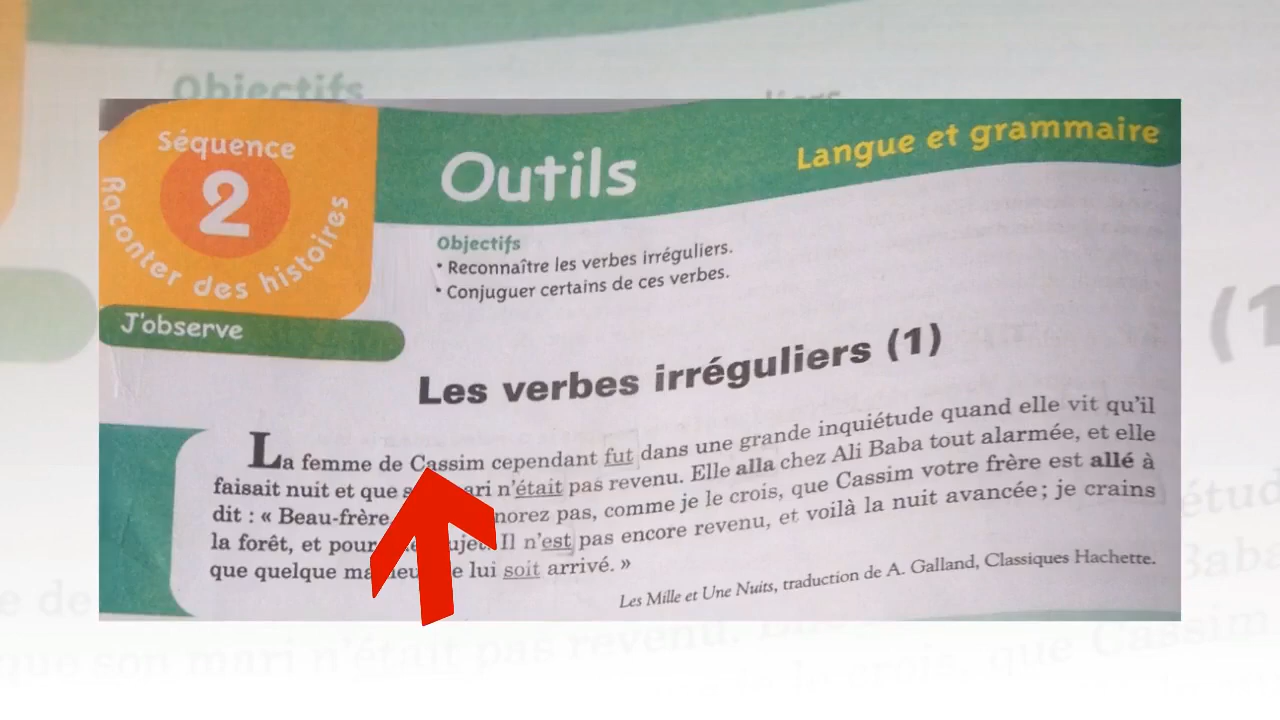 Objectifs
Séquence
2
Raconter des histoires
Outils
Langue et grammaire
Objectifs
• Reconnaître les verbes irréguliers.
• Conjuguer certains de ces verbes.
J'observe
Les verbes irréguliers (1)
La femme de Cassim cependant fut dans une grande inquiétude quand elle vit qu'il
faisait nuit et que n'était pas revenu. Elle alla chez Ali Baba tout alarmée, et elle
dit : « Beau-frère pas, comme je le crois, que Cassim votre frère est allé à
la forêt, et pour Il n'est pas encore revenu, et voilà la nuit avancée ; je crains
que quelque lui soit arrivé. »
Les Mille et Une Nuits, traduction de A. Galland, Classiques Hachette.